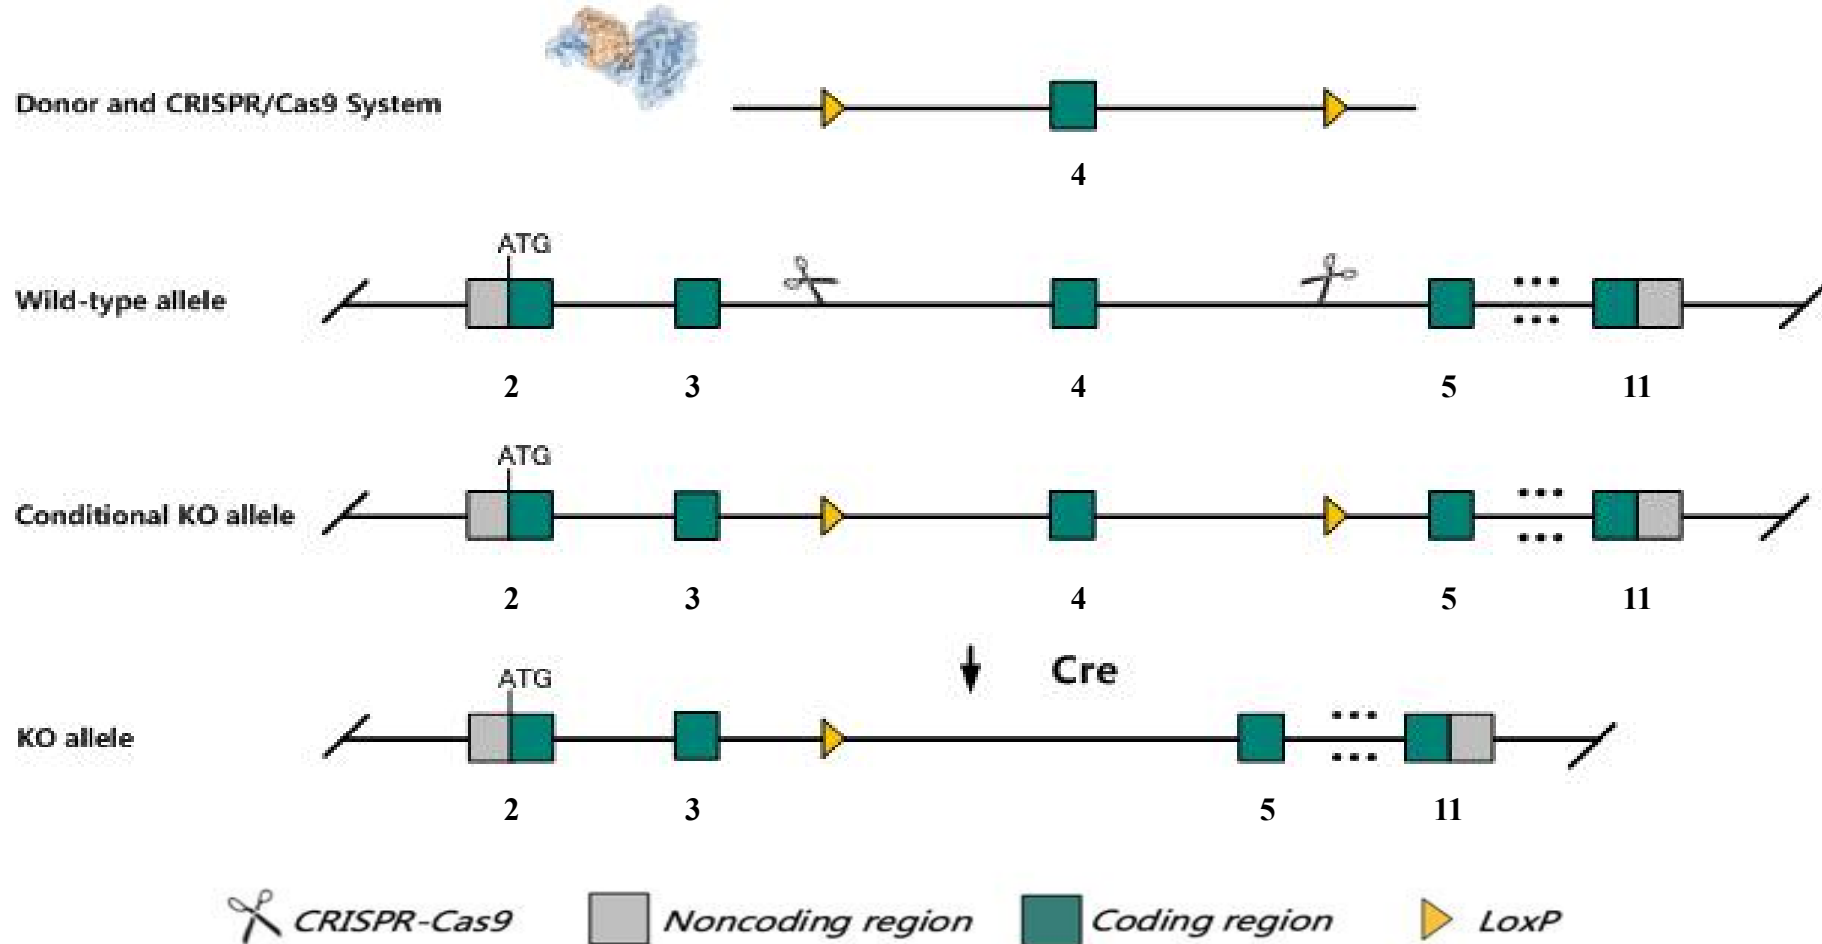 Donor and CRISPR/Cas9 System
4
ATG
Wild-type allele
2 3 4 5 11
ATG
Conditional KO allele
2 3 4 5 11
Cre
ATG
KO allele
2 3 5 11
CRISPR-Cas9 Noncoding region Coding region LoxP